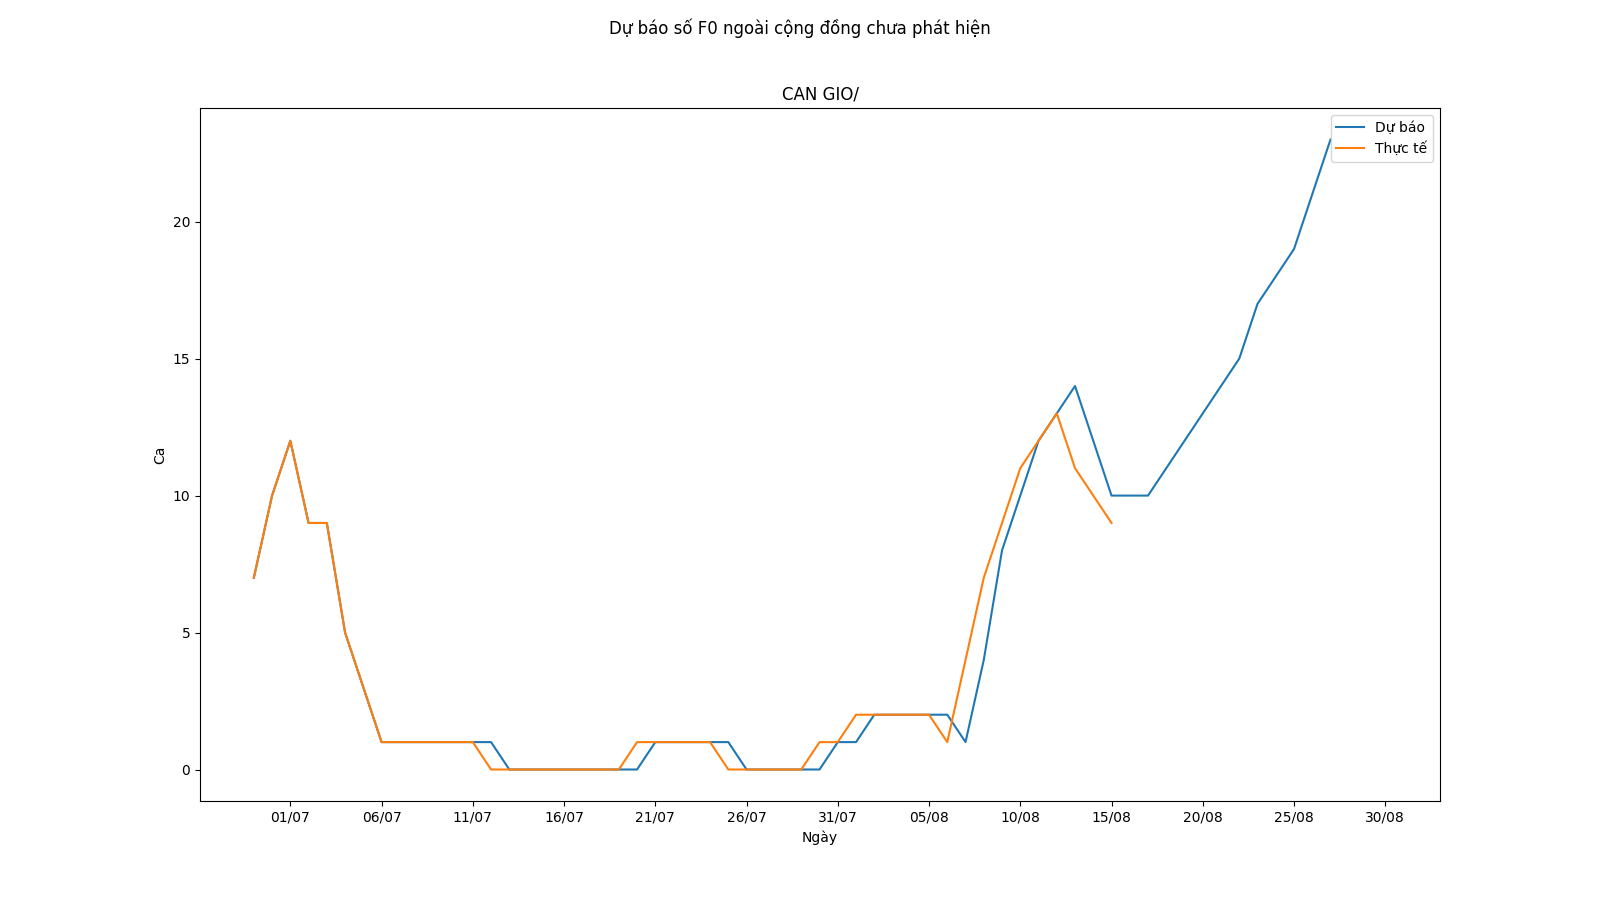 Dự báo số F0 ngoài cộng đồng chưa phát hiện
CAN GIO/
Dự báo
Thực tế
20
15
10
5
0
Ca
01/07 06/07 11/07 16/07 21/07 26/07 31/07 05/08 10/08 15/08 20/08 25/08 30/08
Ngày